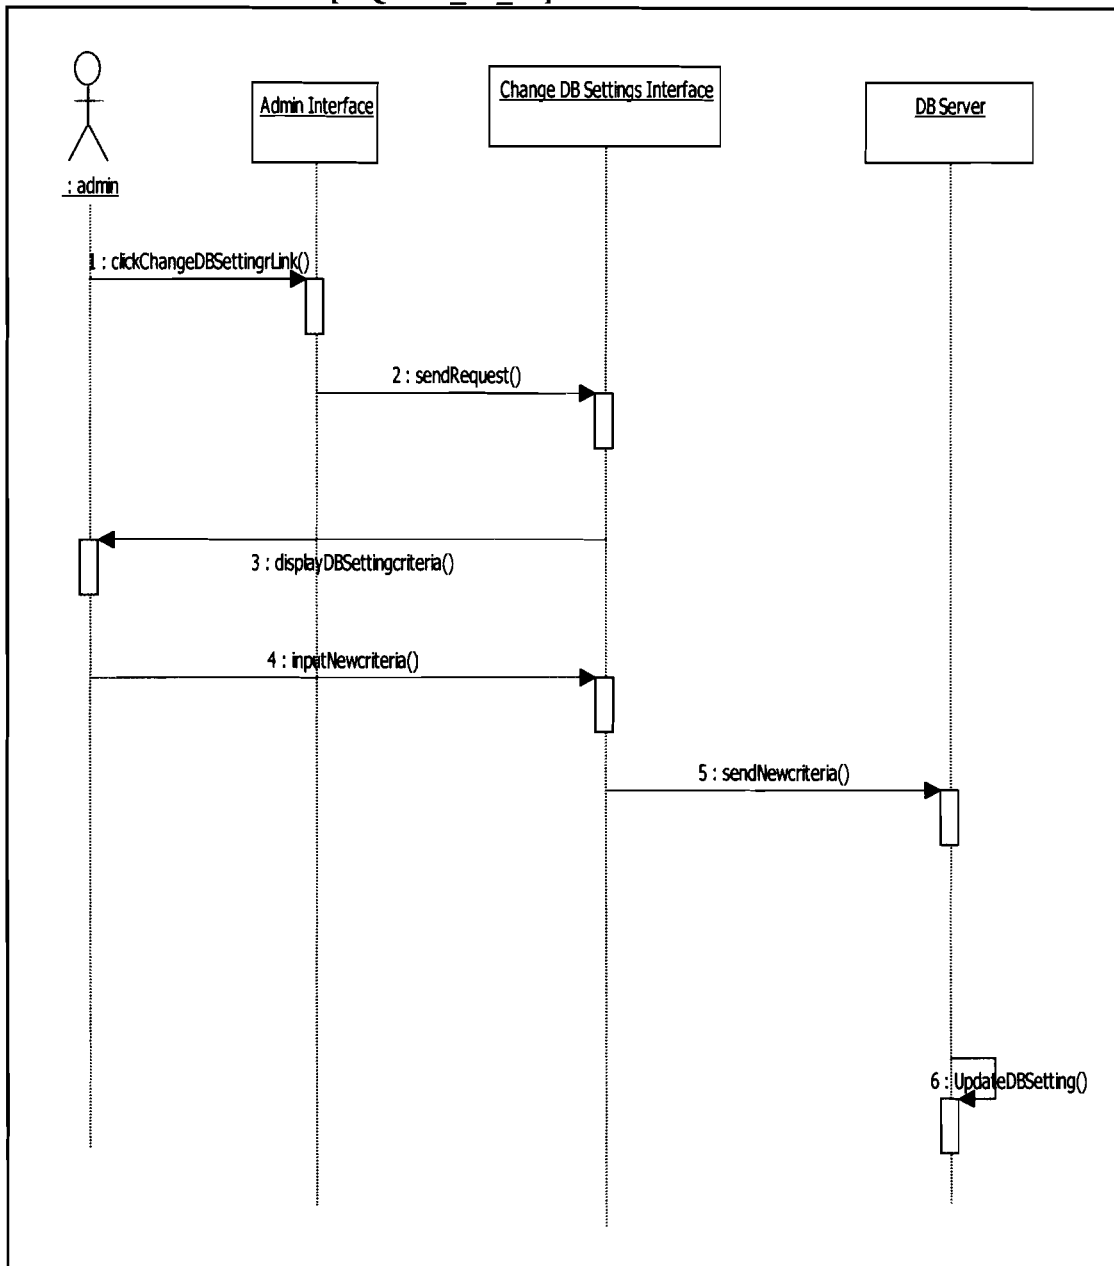 Admin Interface
Change DB Settings Interface
DB Server
: admin
1 : clickChangeDBSettingrLink()
2 : sendRequest()
3 : displayDBSettingcriteria()
4 : inputNewcriteria()
5 : sendNewcriteria()
6 : UpdateDBSetting()